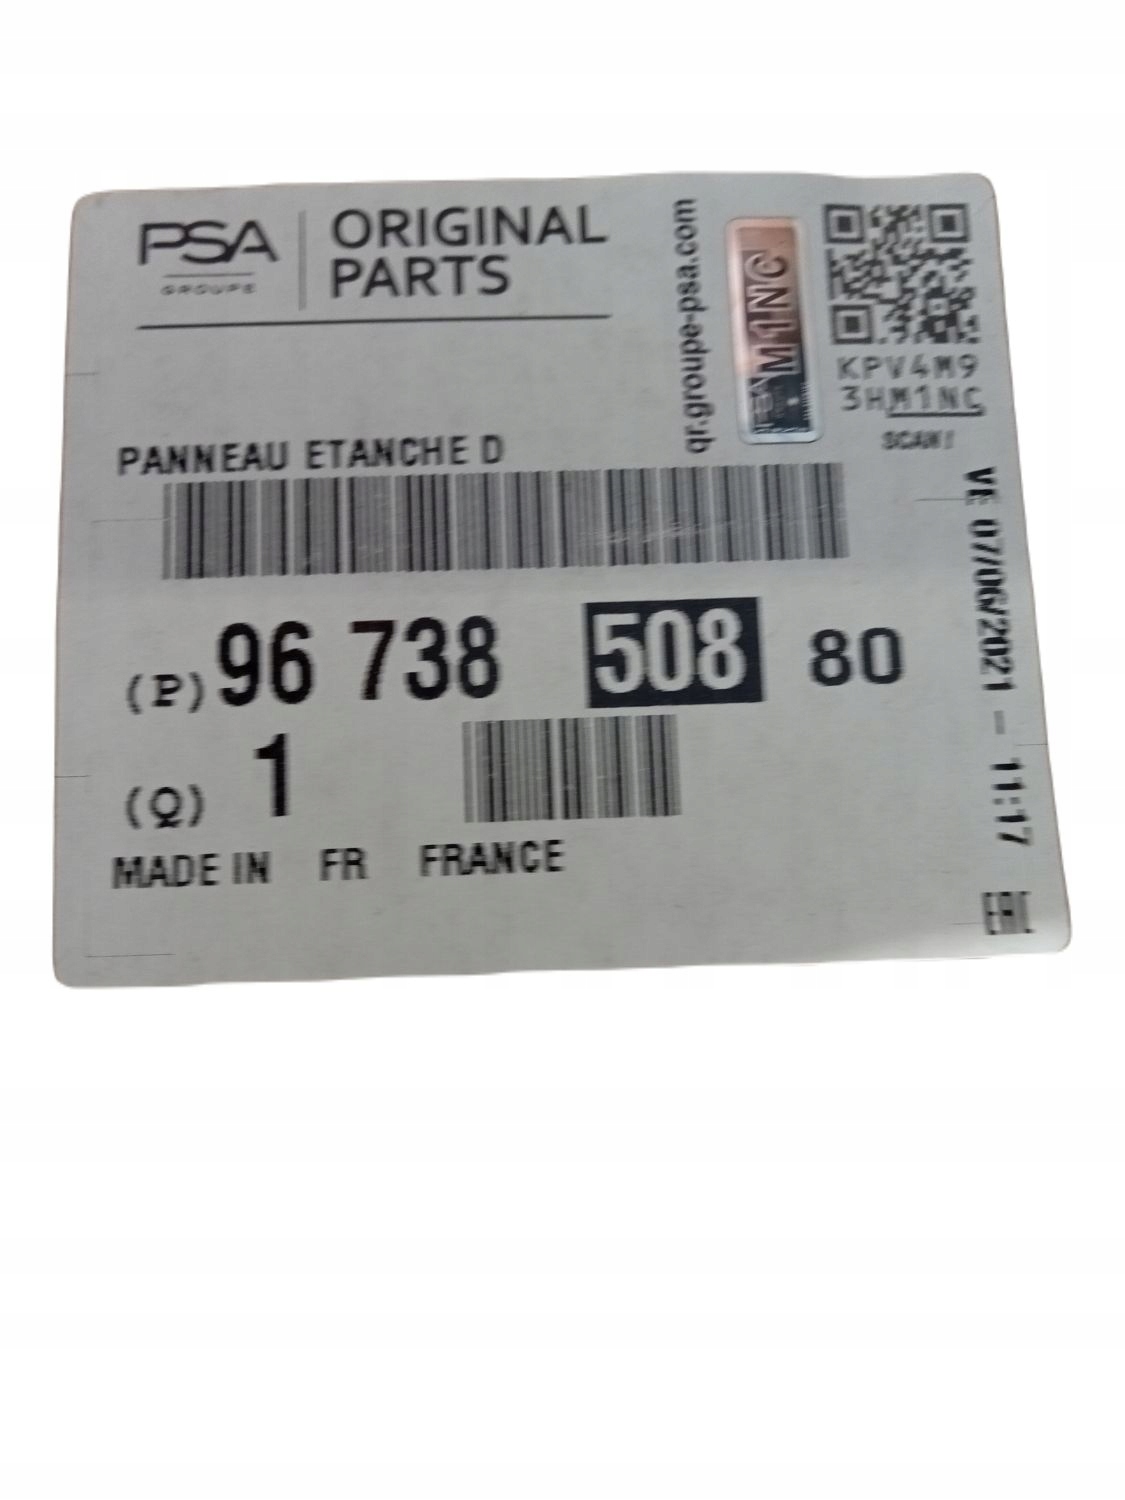 PSA
GROUPE
ORIGINAL
PARTS
qr.groupe-psa.com
M1NC
PSA
KPV4M9
3HM1NC
SCAN!
PANNEAU ETANCHE D
(P) 96 738 508 80
(Q) 1
MADE IN FR FRANCE
VE 07/06/2021 - 11:17
EAC